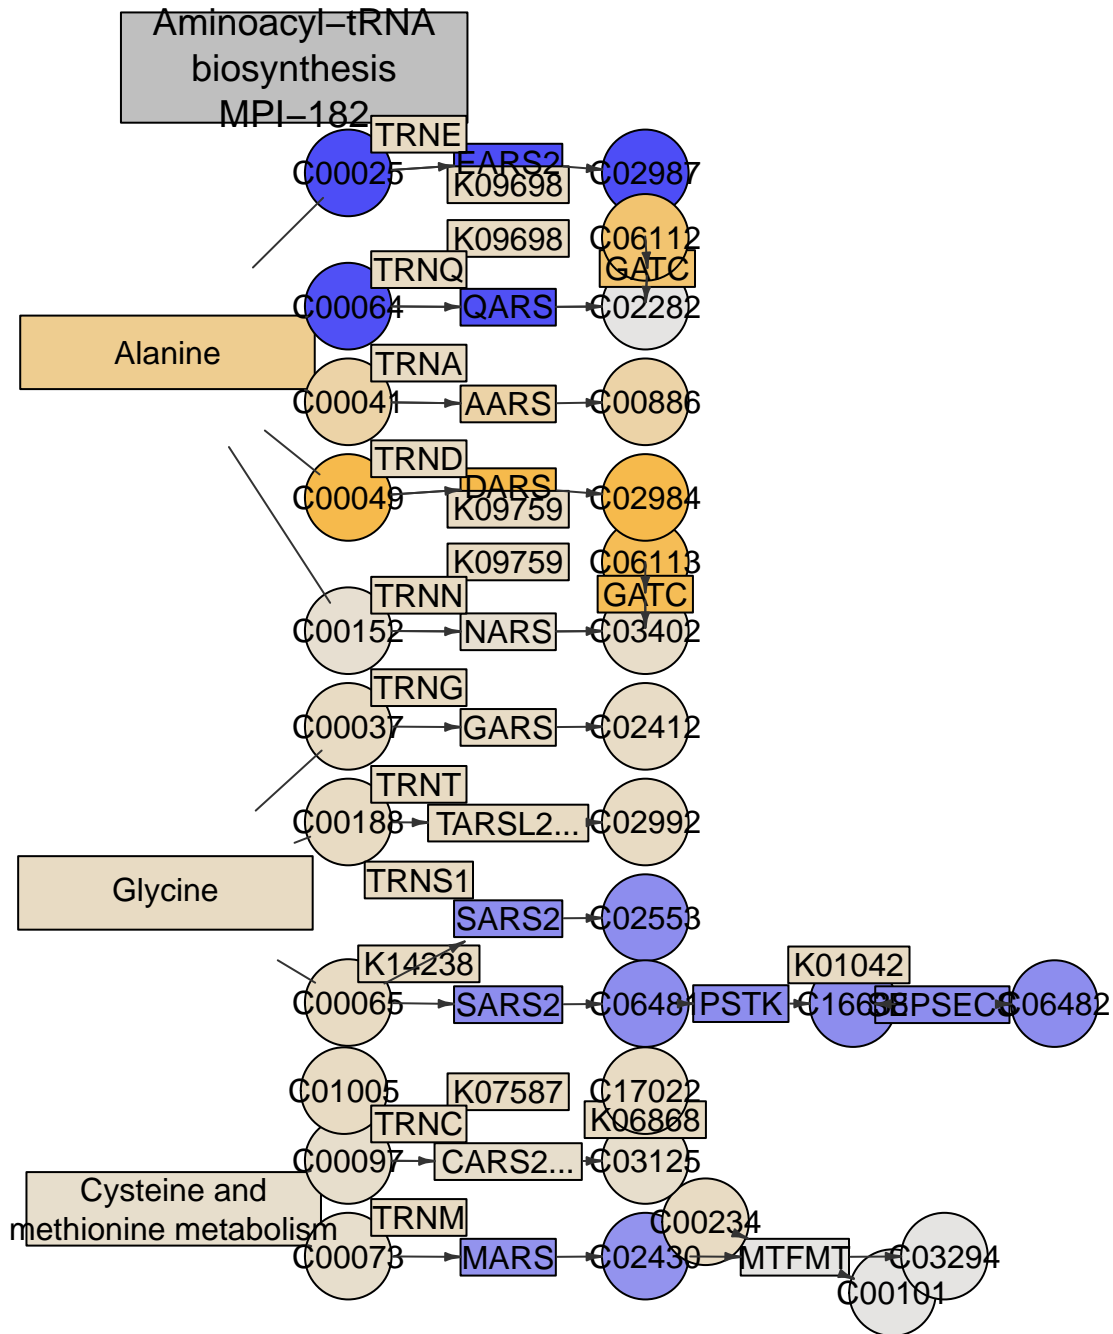 Aminoacyl−tRNA
biosynthesis
MPI−182
TRNE
C00025
EARS2
C02987
K09698
K09698
C06112
TRNQ
GATC
C00064
QARS
C02282
Alanine
TRNA
C00041
AARS
C00886
TRND
C00049
DARS
C02984
K09759
K09759
C06113
TRNN
GATC
C00152
NARS
C03402
TRNG
C00037
GARS
C02412
TRNT
C00188
TARSL2...
C02992
TRNS1
Glycine
SARS2
C02553
K14238
K01042
C00065
SARS2
C06481
PSTK
SEPSECS
C06482
C01005
K07587
C17022
TRNC
K06868
C00097
CARS2...
C03125
Cysteine and
methionine metabolism
TRNM
C00234
C00073
MARS
C02430
MTFMT
C03294
C00101